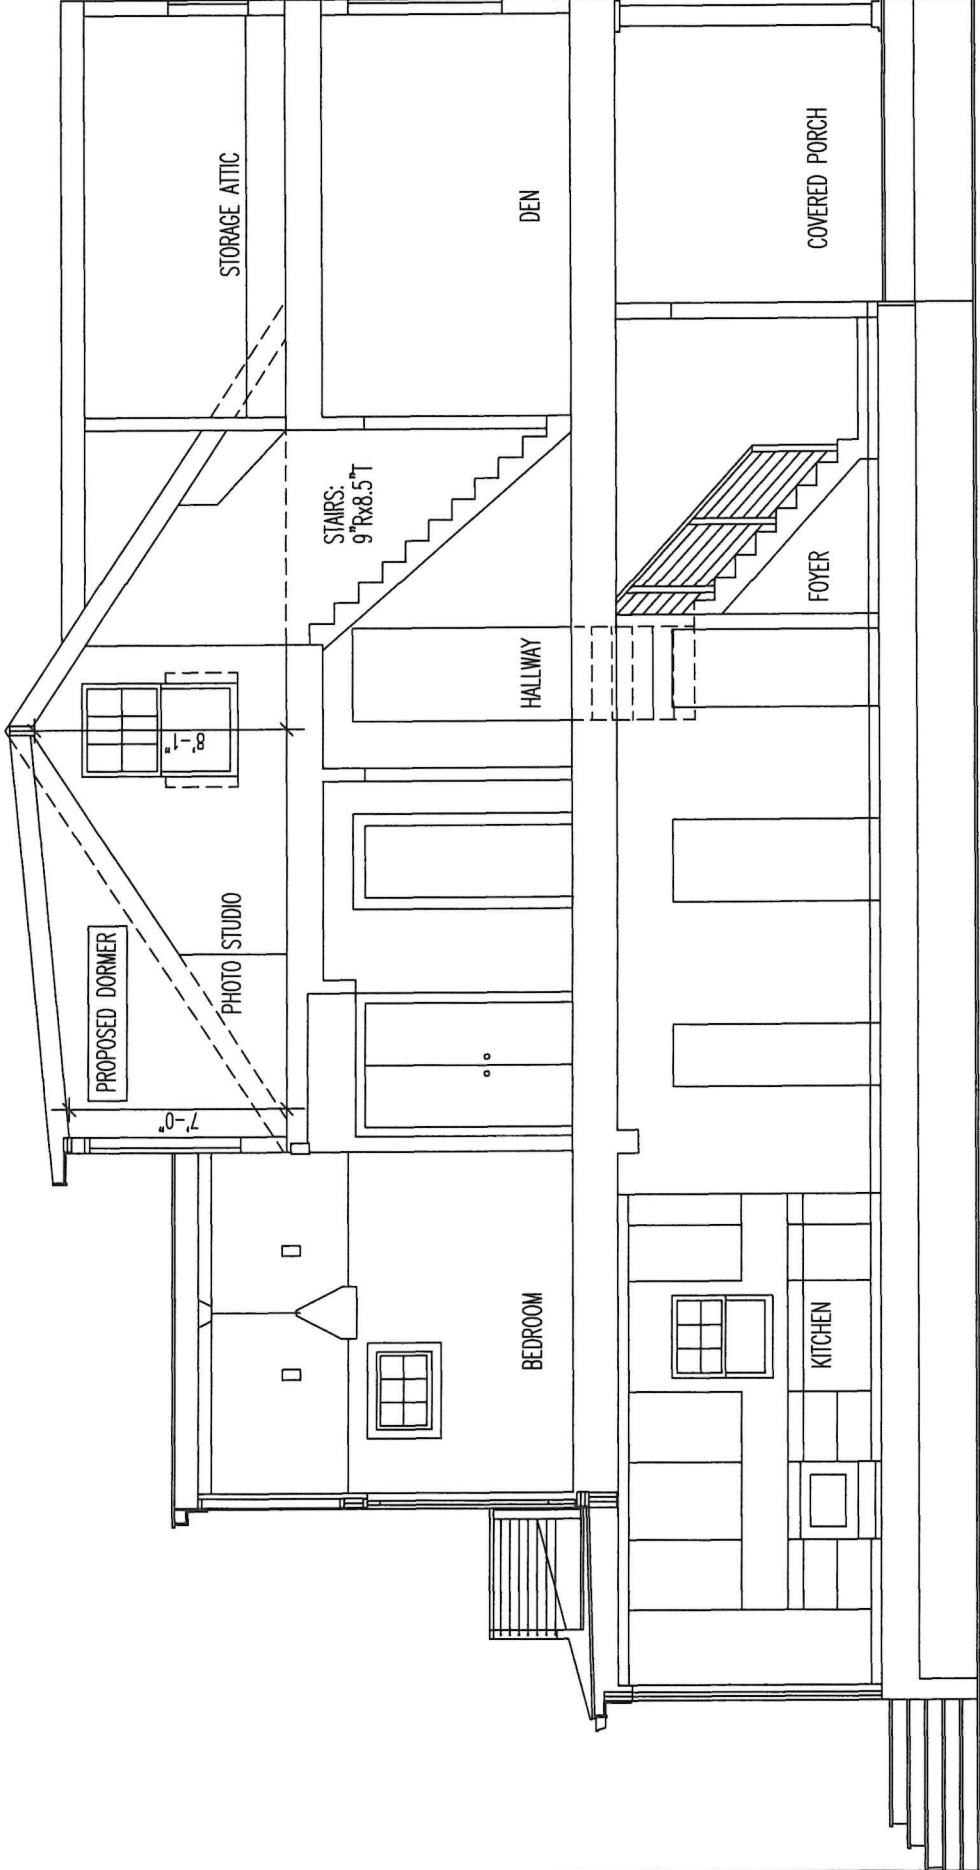 PROPOSED DORMER
8'-1"
7'-0"
PHOTO STUDIO
STORAGE ATTIC
STAIRS:
9"Rx8.5"T
BEDROOM
HALLWAY
DEN
KITCHEN
FOYER
COVERED PORCH